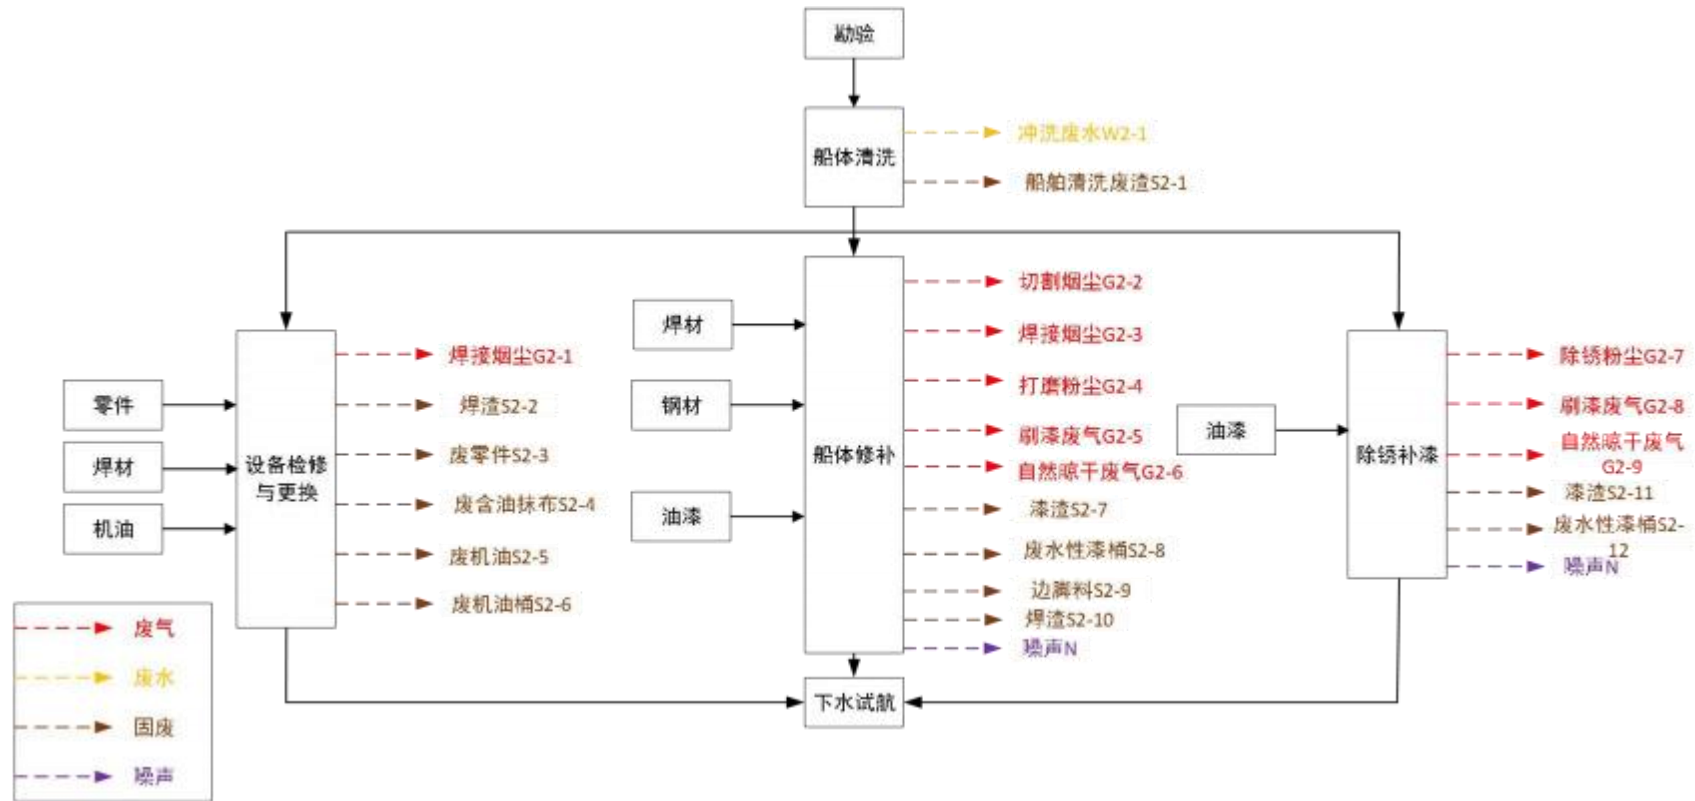 勘验
船体清洗
冲洗废水W2-1
船舶清洗废渣S2-1
零件
焊材
机油
设备检修
与更换
焊接烟尘G2-1
焊渣S2-2
废零件S2-3
废含油抹布S2-4
废机油S2-5
废机油桶S2-6
焊材
钢材
油漆
船体修补
切割烟尘G2-2
焊接烟尘G2-3
打磨粉尘G2-4
刷漆废气G2-5
自然晾干废气G2-6
漆渣S2-7
废水性漆桶S2-8
边脚料S2-9
焊渣S2-10
噪声N
油漆
除锈补漆
除锈粉尘G2-7
刷漆废气G2-8
自然晾干废气
G2-9
漆渣S2-11
废水性漆桶S2-
12
噪声N
下水试航
废气
废水
固废
噪声